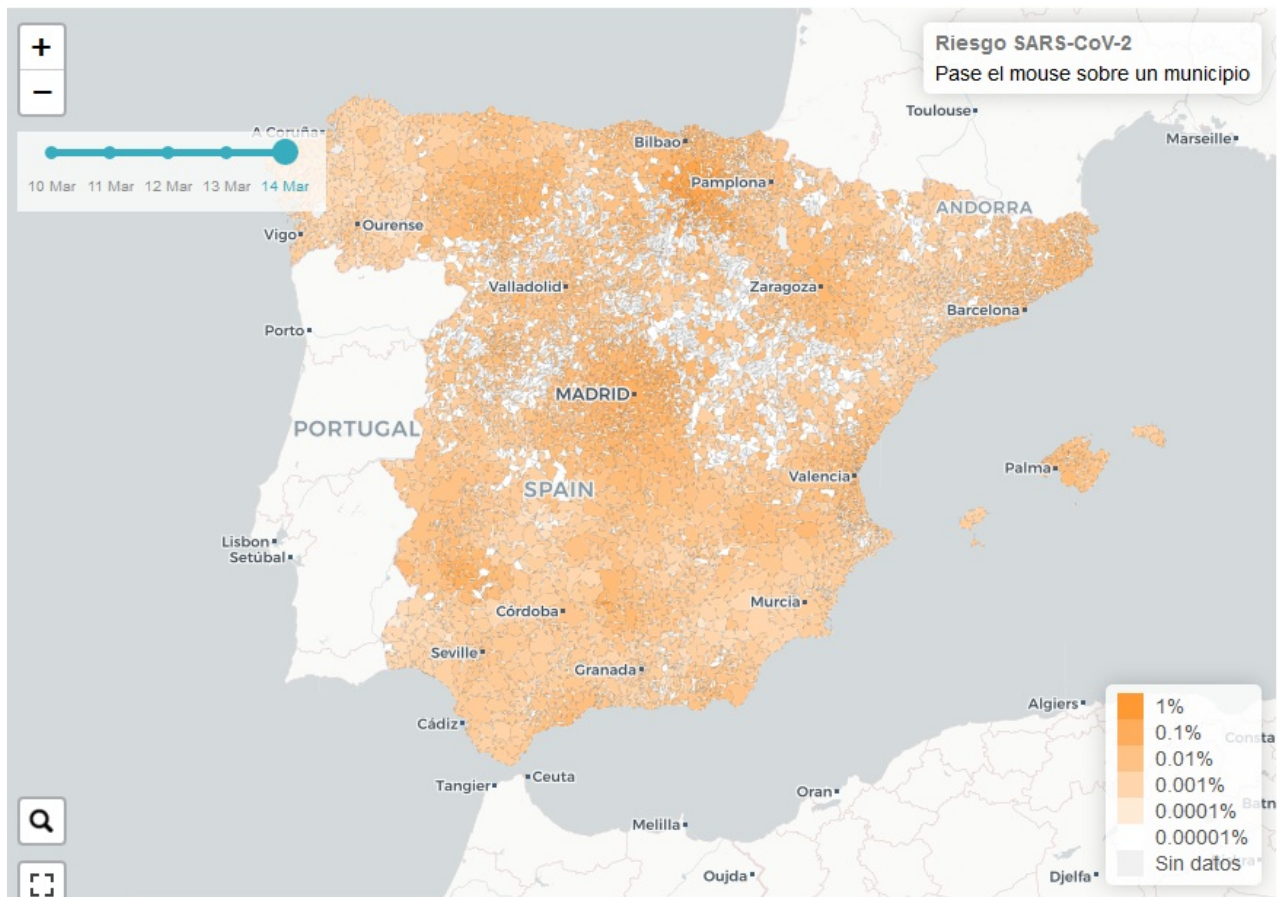 +
−
Riesgo SARS-CoV-2
Pase el mouse sobre un municipio
10 Mar 11 Mar 12 Mar 13 Mar 14 Mar
A Coruña
Toulouse
Marseille
Bilbao
Pamplona
ANDORRA
Ourense
Vigo
Valladolid
Zaragoza
Barcelona
Porto
MADRID
PORTUGAL
Valencia
Palma
SPAIN
Lisbon
Setúbal
Córdoba
Murcia
Seville
Granada
Cádiz
Algiers
Tangier
Ceuta
Oran
Melilla
Oujda
Djelfa
Consta
Batn
1%
0.1%
0.01%
0.001%
0.0001%
0.00001%
Sin datos